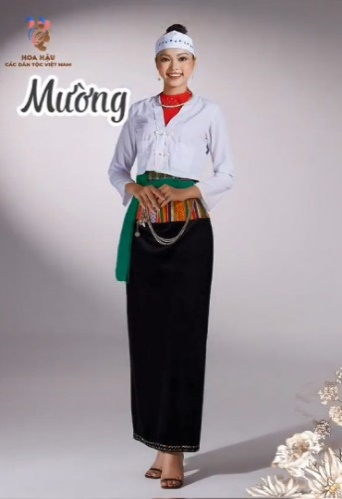 HOA HẬU
CÁC DÂN TỘC VIỆT NAM
Mường